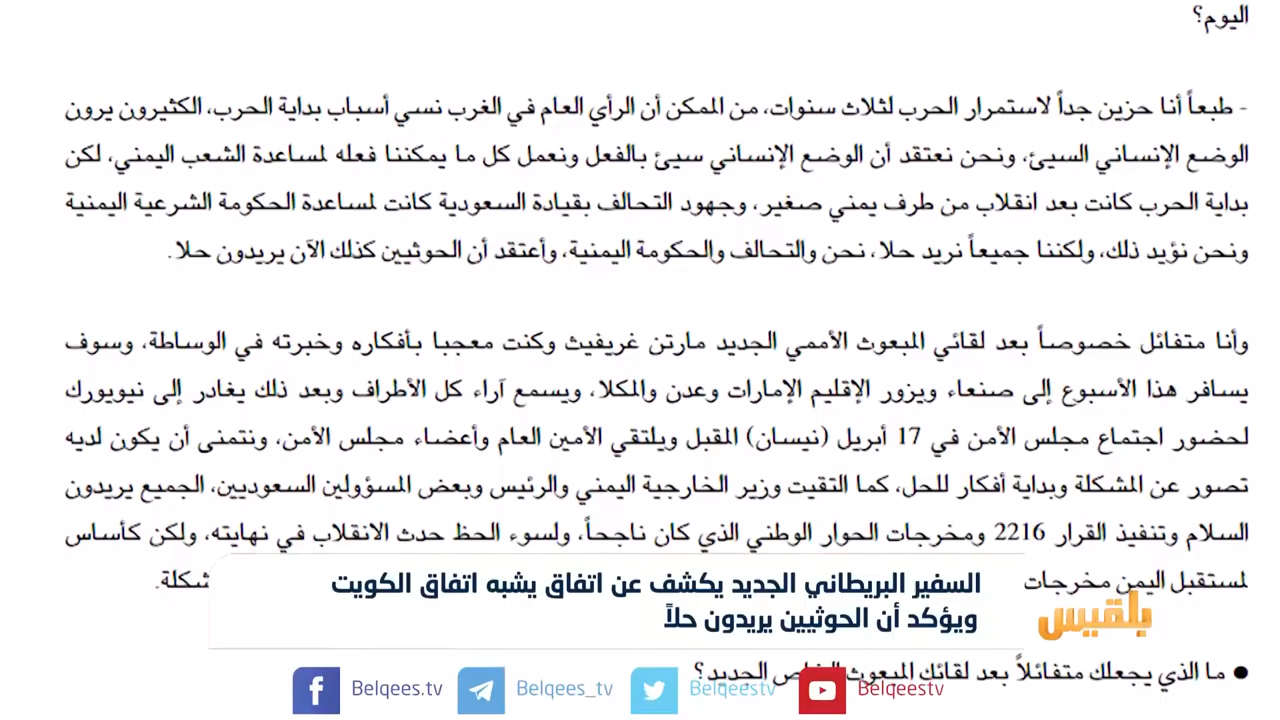 اليوم؟
- طبعاً أنا حزين جداً لاستمرار الحرب لثلاث سنوات، من الممكن أن الرأي العام في الغرب نسي أسباب بداية الحرب، الكثيرون يرون
الوضع الإنساني السيئ، ونحن نعتقد أن الوضع الإنساني سيئ بالفعل ونعمل كل ما يمكننا فعله لمساعدة الشعب اليمني، لكن
بداية الحرب كانت بعد انقلاب من طرف يمني صغير، وجهود التحالف بقيادة السعودية كانت لمساعدة الحكومة الشرعية اليمنية
ونحن نؤيد ذلك، ولكننا جميعاً نريد حلا، نحن والتحالف والحكومة اليمنية، وأعتقد أن الحوثيين كذلك الآن يريدون حلا.
وأنا متفائل خصوصاً بعد لقائي المبعوث الأممي الجديد مارتن غريفيث وكنت معجبا بأفكاره وخبرته في الوساطة، وسوف
يسافر هذا الأسبوع إلى صنعاء ويزور الإقليم الإمارات وعدن والمكلا، ويسمع آراء كل الأطراف وبعد ذلك يغادر إلى نيويورك
لحضور اجتماع مجلس الأمن في 17 أبريل (نيسان) المقبل ويلتقي الأمين العام وأعضاء مجلس الأمن، ونتمنى أن يكون لديه
تصور عن المشكلة وبداية أفكار للحل، كما التقيت وزير الخارجية اليمني والرئيس وبعض المسؤولين السعوديين، الجميع يريدون
السلام وتنفيذ القرار 2216 ومخرجات الحوار الوطني الذي كان ناجحاً، ولسوء الحظ حدث الانقلاب في نهايته، ولكن كأساس
لمستقبل اليمن مخرجات
السفير البريطاني الجديد يكشف عن اتفاق يشبه اتفاق الكويت
ويؤكد أن الحوثيين يريدون حلاً
بلقيس
● ما الذي يجعلك متفائلاً بعد لقائك المبعوث الخاص الجديد؟
Belqees.tv Belqees_tv Belqeestv Belqeestv